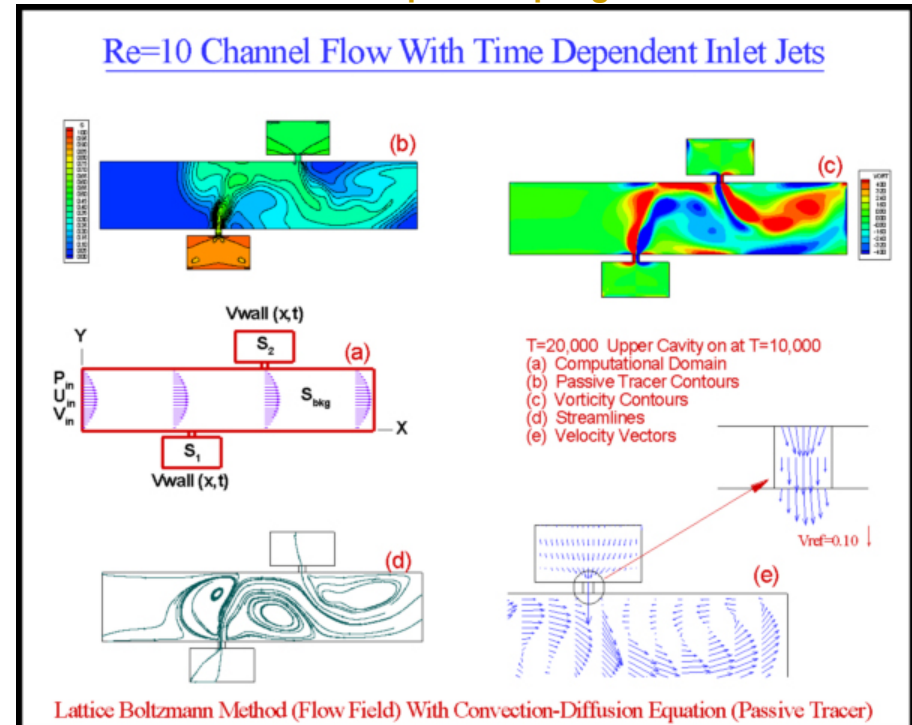 Re=10 Channel Flow With Time Dependent Inlet Jets
S
(b)
(c)
VORT
Vwall (x,t)
S2
(a)
Y
Pin
Uin
Vin
Sbkg
X
S1
Vwall (x,t)
T=20,000 Upper Cavity on at T=10,000
(a) Computational Domain
(b) Passive Tracer Contours
(c) Vorticity Contours
(d) Streamlines
(e) Velocity Vectors
Vref=0.10
(d)
(e)
Lattice Boltzmann Method (Flow Field) With Convection-Diffusion Equation (Passive Tracer)